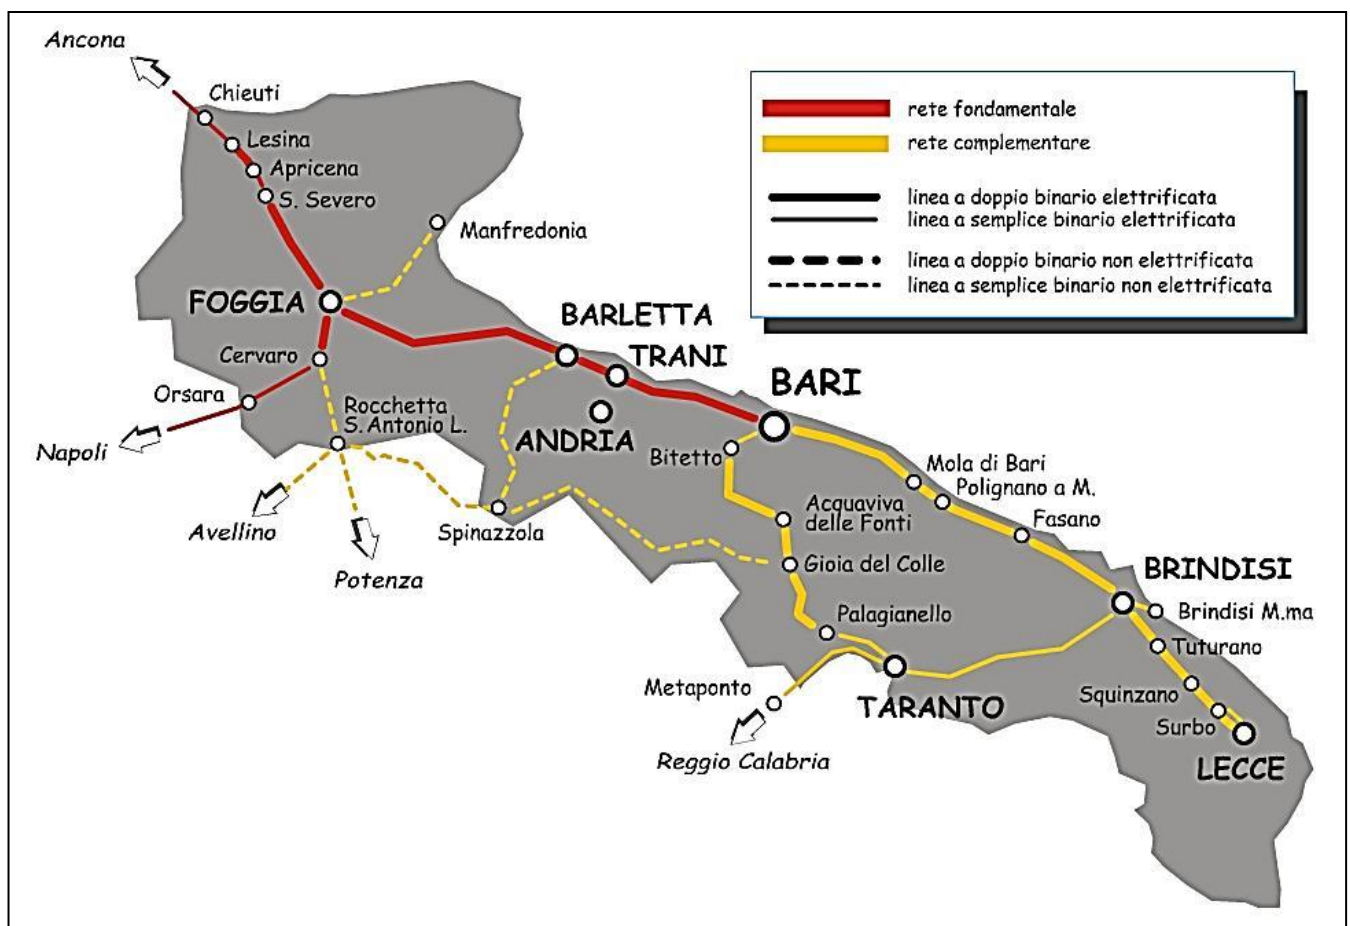 Ancona
Chieuti
Lesina
Apricena
S. Severo
Manfredonia
FOGGIA
BARLETTA
TRANI
Cervaro
BARI
Orsara
Rocchetta
S. Antonio L.
ANDRIA
Napoli
Bitetto
Mola di Bari
Polignano a M.
Acquaviva
delle Fonti
Fasano
Avellino
Spinazzola
Gioia del Colle
BRINDISI
Potenza
Palagianello
Brindisi M.ma
Tuturano
Metaponto
TARANTO
Squinzano
Surbo
Reggio Calabria
LECCE
rete fondamentale
rete complementare
linea a doppio binario elettrificata
linea a semplice binario elettrificata
linea a doppio binario non elettrificata
linea a semplice binario non elettrificata